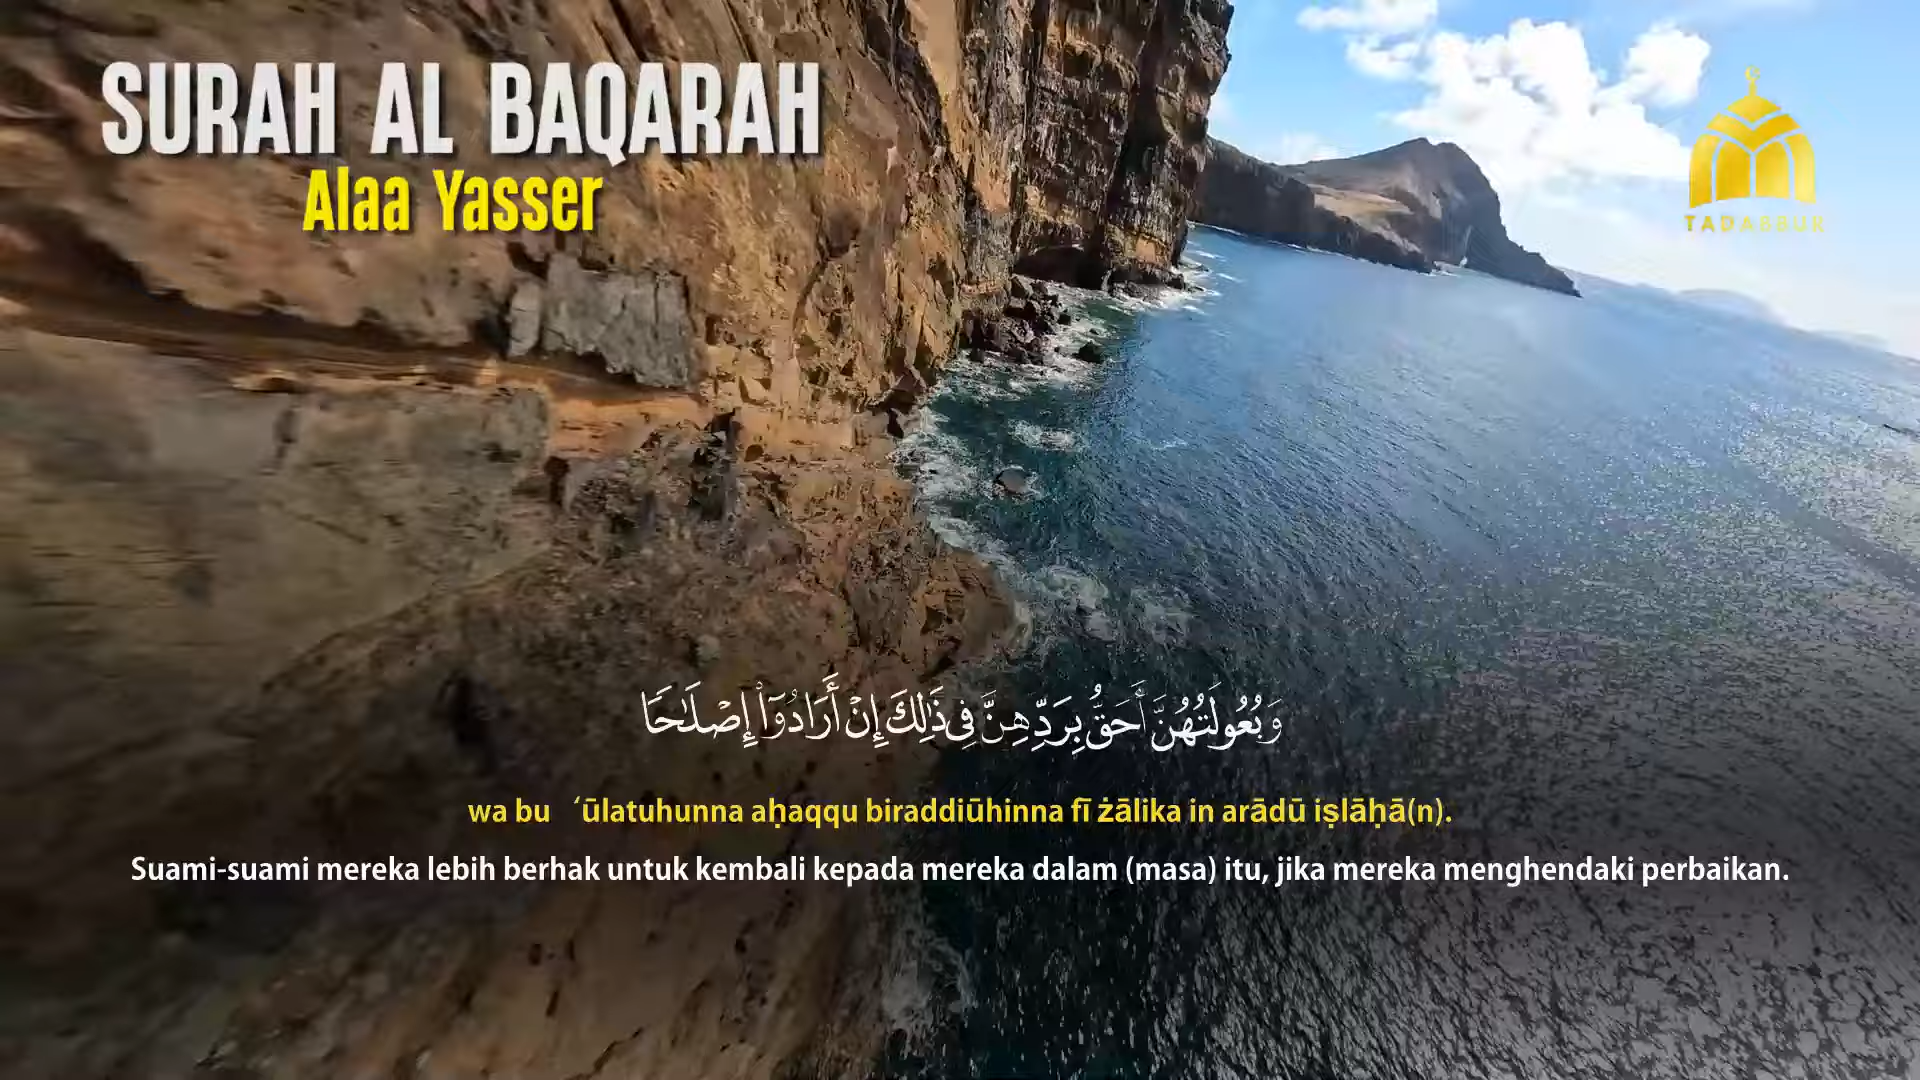 SURAH AL BAQARAH
Alaa Yasser
TADABBUR
وَبُعُولَتُهُنَّ أَحَقُّ بِرَدِّهِنَّ فِى ذَٰلِكَ إِنْ أَرَادُوٓا۟ إِصْلَـٰحًا
wa bu ‘ūlatuhunna aḥaqqu biraddiūhinna fī żālika in arādū iṣlāḥā(n).
Suami-suami mereka lebih berhak untuk kembali kepada mereka dalam (masa) itu, jika mereka menghendaki perbaikan.